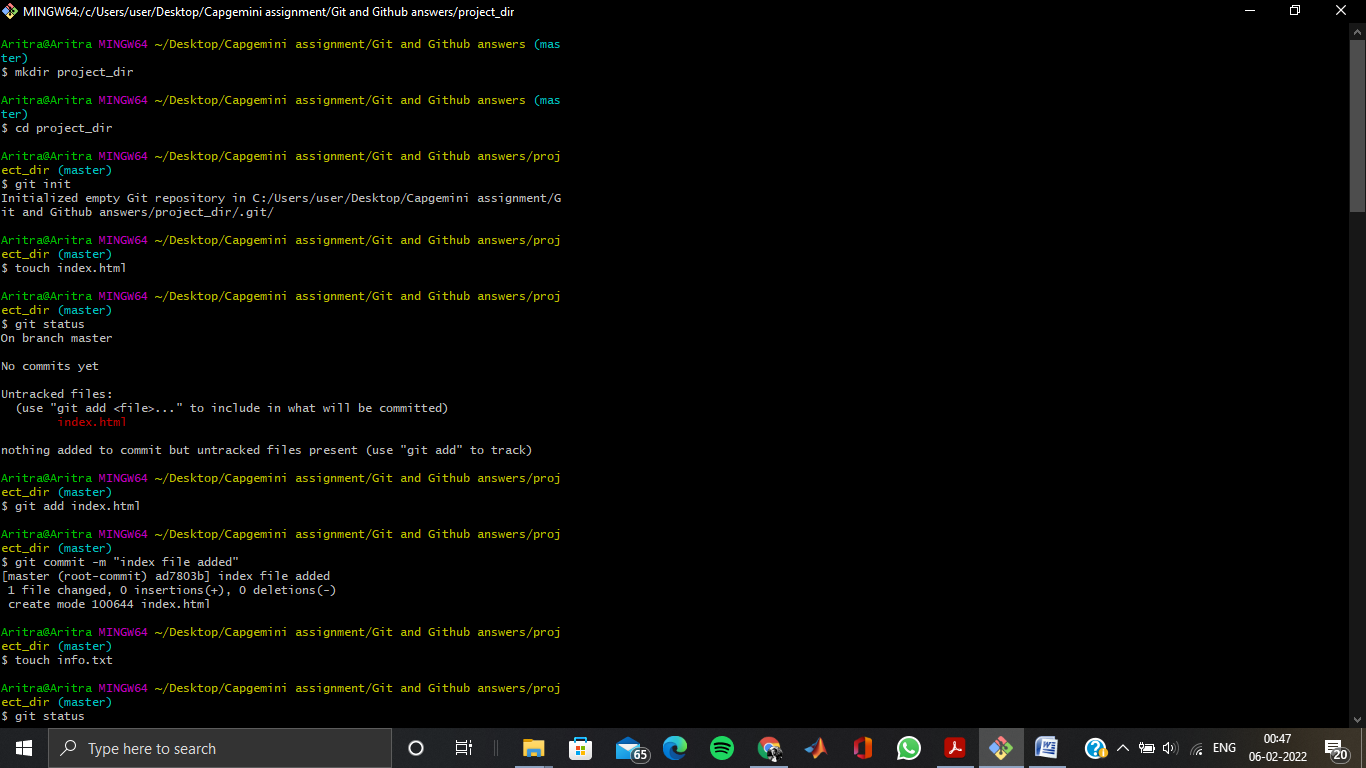 MINGW64:/c/Users/user/Desktop/Capgemini assignment/Git and Github answers/project_dir
Aritra@Aritra MINGW64 ~/Desktop/Capgemini assignment/Git and Github answers (mas
ter)
$ mkdir project_dir
Aritra@Aritra MINGW64 ~/Desktop/Capgemini assignment/Git and Github answers (mas
ter)
$ cd project_dir
Aritra@Aritra MINGW64 ~/Desktop/Capgemini assignment/Git and Github answers/proj
ect_dir (master)
$ git init
Initialized empty Git repository in C:/Users/user/Desktop/Capgemini assignment/G
it and Github answers/project_dir/.git/
Aritra@Aritra MINGW64 ~/Desktop/Capgemini assignment/Git and Github answers/proj
ect_dir (master)
$ touch index.html
Aritra@Aritra MINGW64 ~/Desktop/Capgemini assignment/Git and Github answers/proj
ect_dir (master)
$ git status
On branch master
No commits yet
Untracked files:
  (use "git add <file>..." to include in what will be committed)
        index.html
nothing added to commit but untracked files present (use "git add" to track)
Aritra@Aritra MINGW64 ~/Desktop/Capgemini assignment/Git and Github answers/proj
ect_dir (master)
$ git add index.html
Aritra@Aritra MINGW64 ~/Desktop/Capgemini assignment/Git and Github answers/proj
ect_dir (master)
$ git commit -m "index file added"
[master (root-commit) ad7803b] index file added
 1 file changed, 0 insertions(+), 0 deletions(-)
 create mode 100644 index.html
Aritra@Aritra MINGW64 ~/Desktop/Capgemini assignment/Git and Github answers/proj
ect_dir (master)
$ touch info.txt
Aritra@Aritra MINGW64 ~/Desktop/Capgemini assignment/Git and Github answers/proj
ect_dir (master)
$ git status
Type here to search
65
ENG
00:47
06-02-2022
20